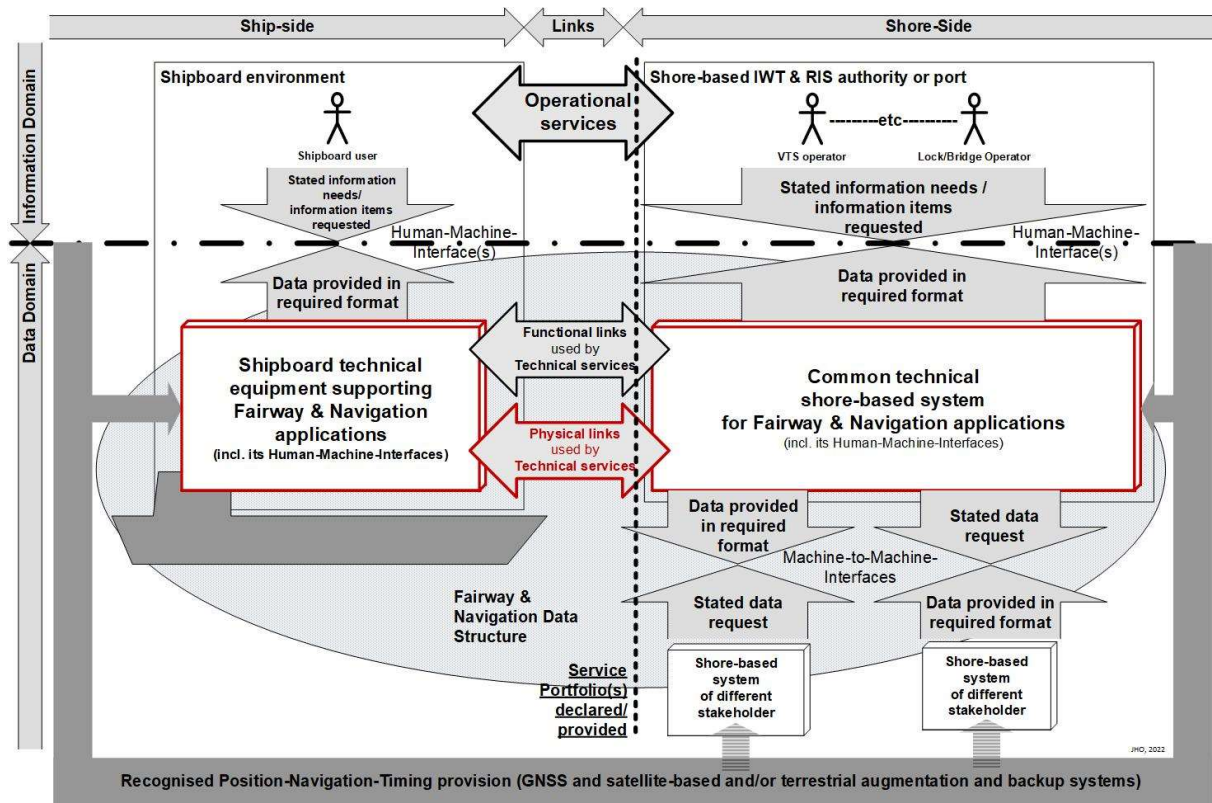 Ship-side
Links
Shore-Side
Information Domain
Data Domain
Shipboard environment
Shipboard user
Stated information
needs/
information items
requested
Human-Machine-
Interface(s)
Data provided in
required format
Shipboard technical
equipment supporting
Fairway & Navigation
applications
(incl. its Human-Machine-Interfaces)
Operational
services
Functional links
used by
Technical services
Physical links
used by
Technical services
Shore-based IWT & RIS authority or port
--------etc---------
VTS operator
Lock/Bridge Operator
Stated information needs /
information items
requested
Human-Machine-
Interface(s)
Data provided in
required format
Common technical
shore-based system
for Fairway & Navigation applications
(incl. its Human-Machine-Interfaces)
Data provided
in required
format
Stated data
request
Machine-to-Machine-
Interfaces
Stated data
request
Data provided in
required format
Fairway &
Navigation Data
Structure
Service
Portfolio(s)
declared/
provided
Shore-based
system
of different
stakeholder
Shore-based
system
of different
stakeholder
JHO, 2022
Recognised Position-Navigation-Timing provision (GNSS and satellite-based and/or terrestrial augmentation and backup systems)